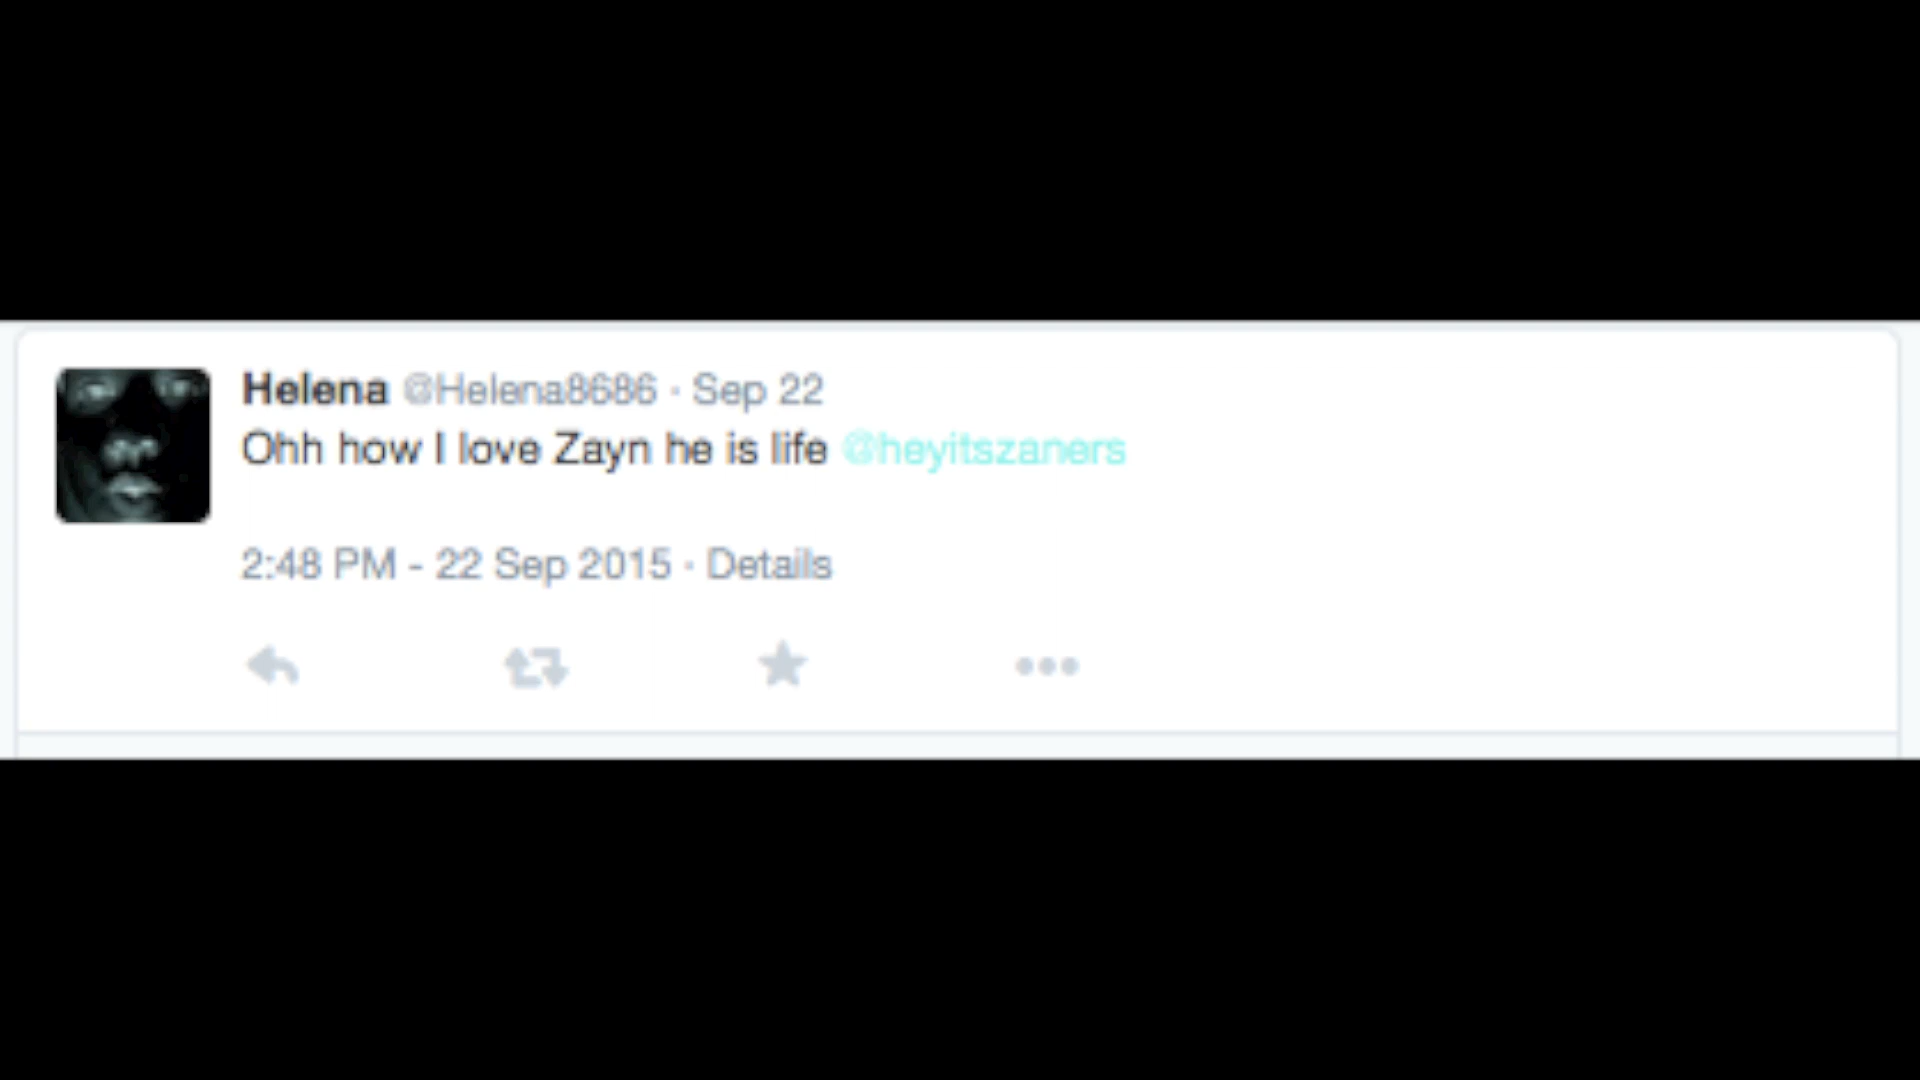 Helena @Helena8686 · Sep 22
Ohh how I love Zayn he is life @heyitszaners
2:48 PM - 22 Sep 2015 · Details